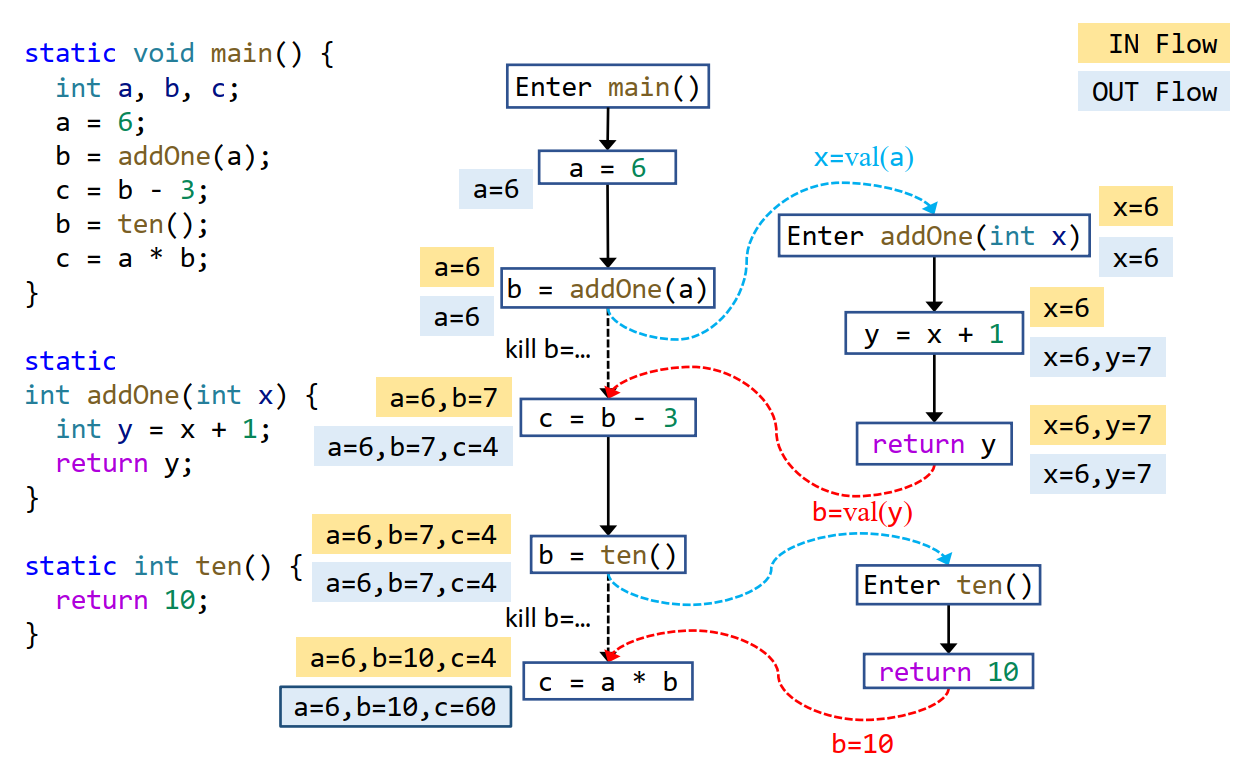 static void main() {
int a, b, c;
a = 6;
b = addOne(a);
c = b - 3;
b = ten();
c = a * b;
}
static
int addOne(int x) {
int y = x + 1;
return y;
}
static int ten() {
return 10;
}
IN Flow
OUT Flow
Enter main()
a = 6
a=6
a=6
b = addOne(a)
a=6
kill b=…
a=6,b=7
c = b - 3
a=6,b=7,c=4
a=6,b=7,c=4
b = ten()
a=6,b=7,c=4
kill b=…
a=6,b=10,c=4
c = a * b
a=6,b=10,c=60
x=val(a)
Enter addOne(int x)
x=6
x=6
x=6
y = x + 1
x=6,y=7
x=6,y=7
return y
x=6,y=7
b=val(y)
Enter ten()
return 10
b=10